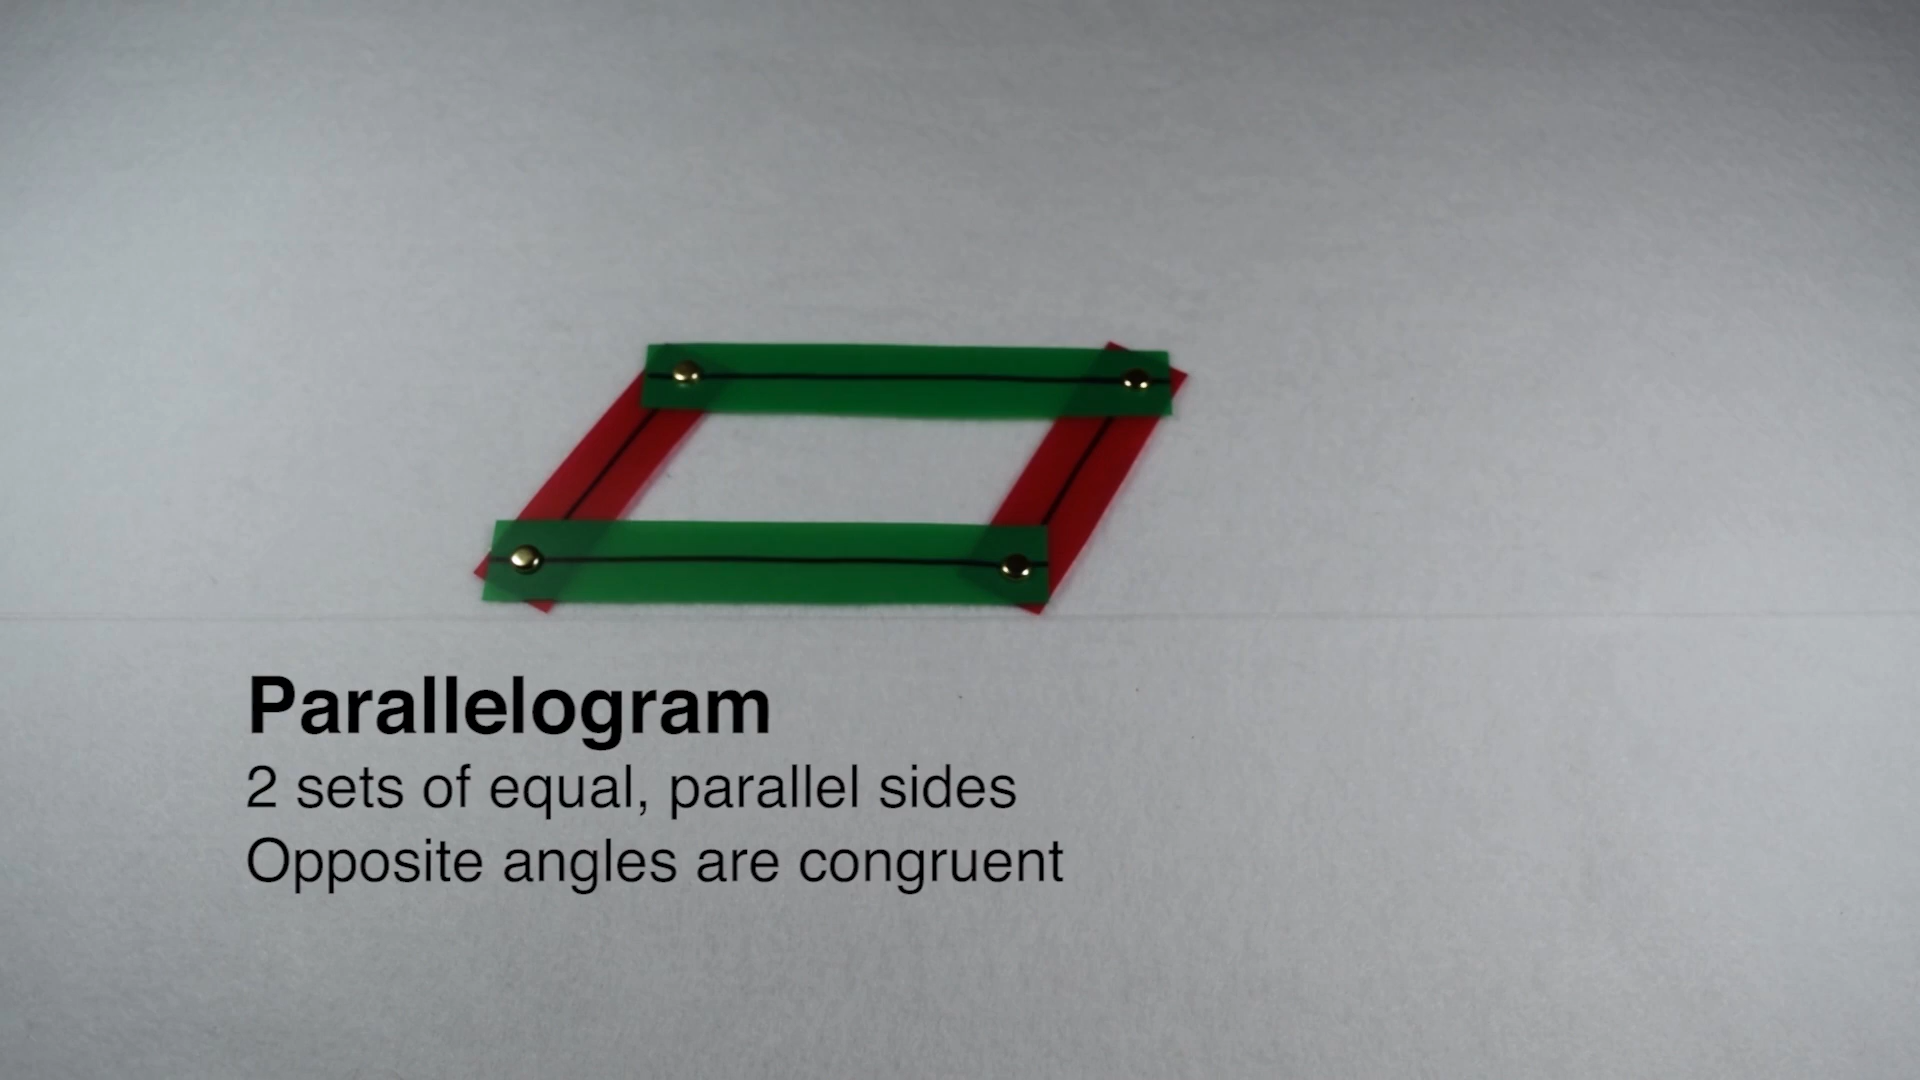 Parallelogram
2 sets of equal, parallel sides
Opposite angles are congruent